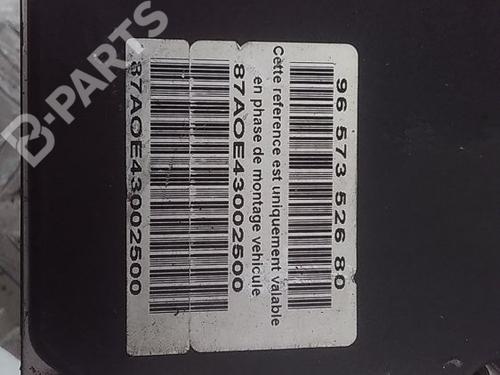 96 573 526 80
Cette reference est uniquement valable
en phase de montage vehicule
87AOE43002500
87AOE43002500
B-PARTS